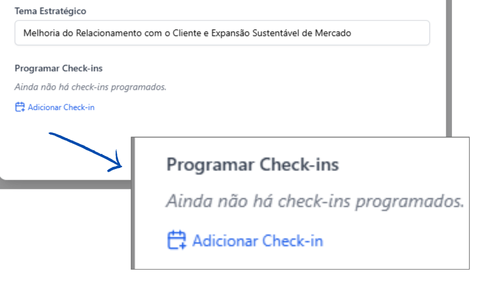 Tema Estratégico
Melhoria do Relacionamento com o Cliente e Expansão Sustentável de Mercado
Programar Check-ins
Ainda não há check-ins programados.
Adicionar Check-in
Programar Check-ins
Ainda não há check-ins programados.
Adicionar Check-in